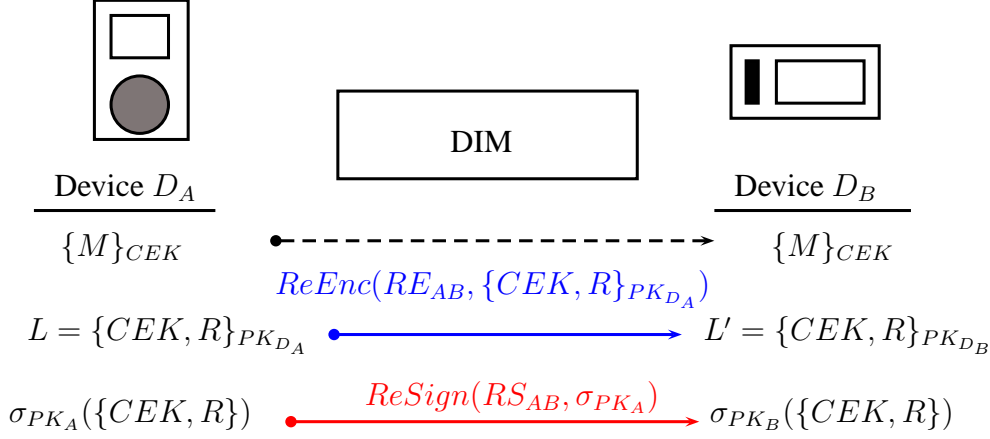 DIM
Device $D_A$ Device $D_B$
$\{M\}_{CEK}$ $\{M\}_{CEK}$
$ReEnc(RE_{AB}, \{CEK, R\}_{PK_{D_A}})$
$L = \{CEK, R\}_{PK_{D_A}}$ $L' = \{CEK, R\}_{PK_{D_B}}$
$ReSign(RS_{AB}, \sigma_{PK_A})$
$\sigma_{PK_A}(\{CEK, R\})$ $\sigma_{PK_B}(\{CEK, R\})$